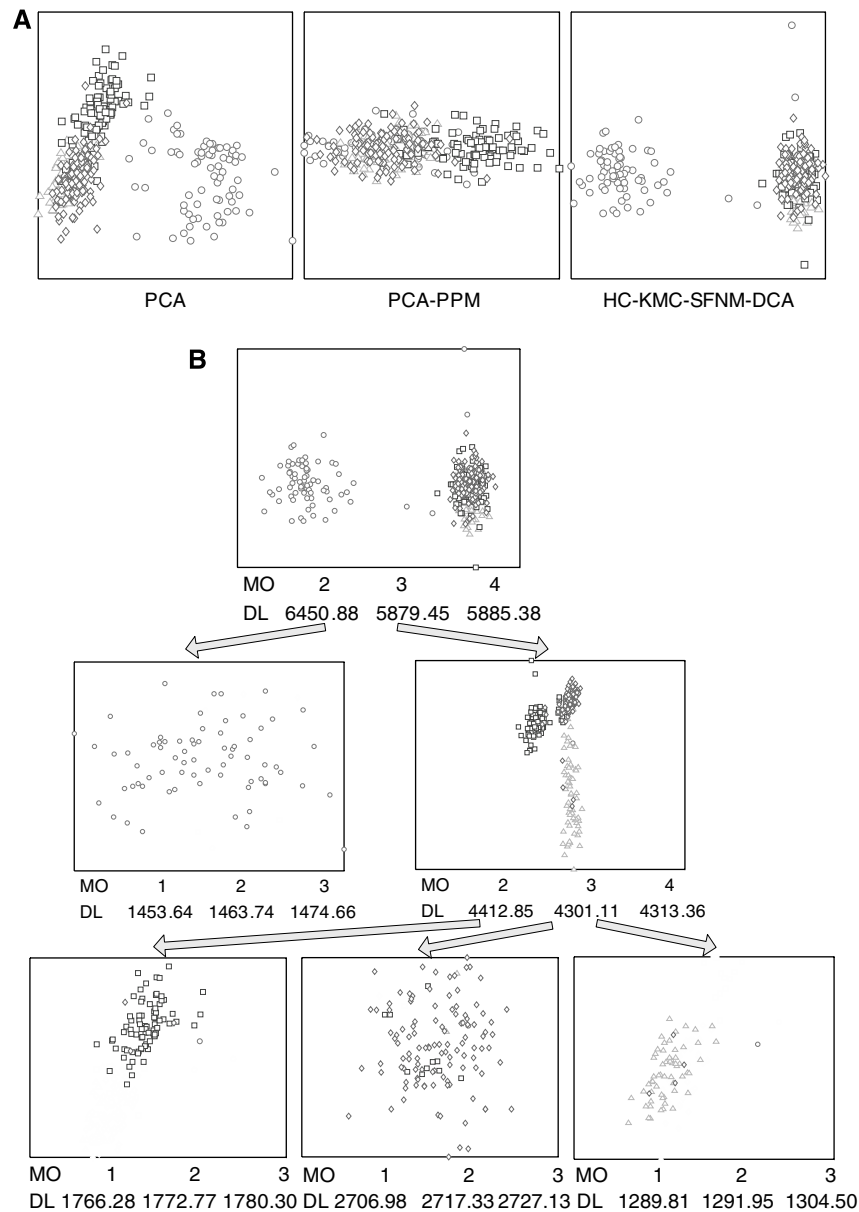 A
PCA PCA-PPM HC-KMC-SFNM-DCA
B
MO 2 3 4
DL 6450.88 5879.45 5885.38
MO 1 2 3
DL 1453.64 1463.74 1474.66
MO 2 3 4
DL 4412.85 4301.11 4313.36
MO 1 2 3
DL 1766.28 1772.77 1780.30
MO 1 2 3
DL 2706.98 2717.33 2727.13
MO 1 2 3
DL 1289.81 1291.95 1304.50